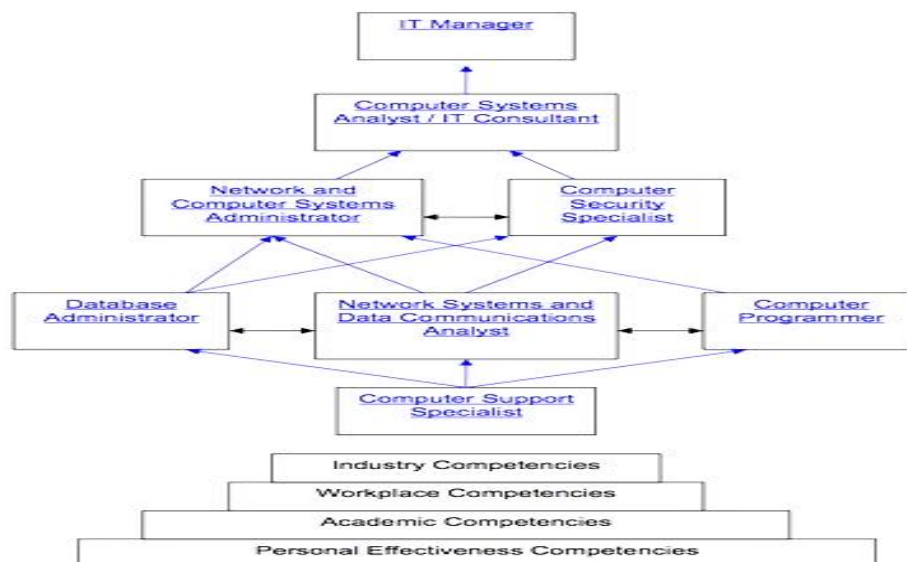 IT Manager
Computer Systems
Analyst / IT Consultant
Network and
Computer Systems
Administrator
Computer
Security
Specialist
Database
Administrator
Network Systems and
Data Communications
Analyst
Computer
Programmer
Computer Support
Specialist
Industry Competencies
Workplace Competencies
Academic Competencies
Personal Effectiveness Competencies